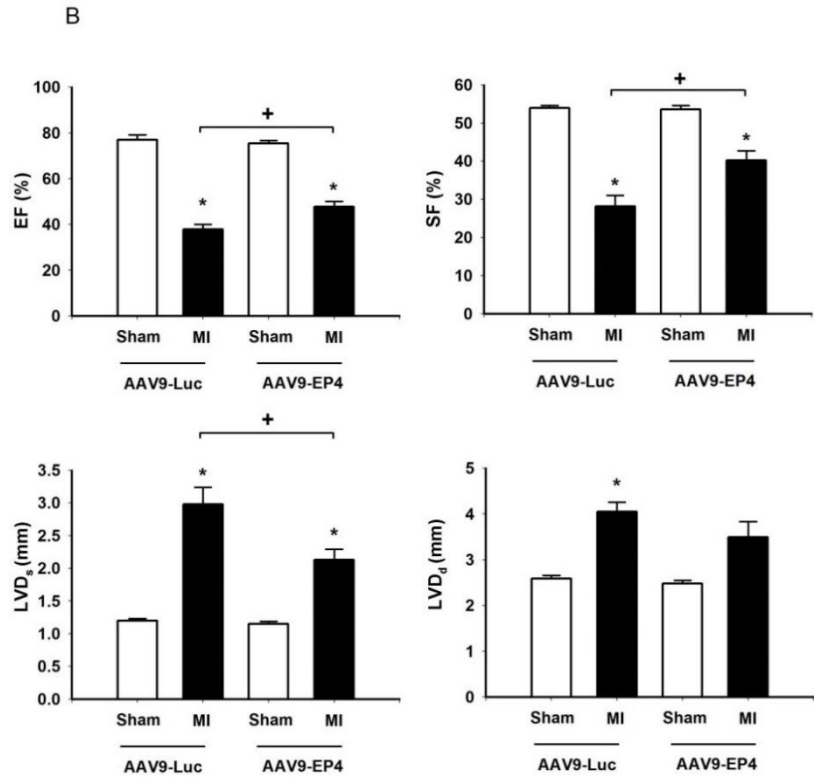 B
+
100
80
60
40
20
0
EF (%)
*
*
Sham MI Sham MI
AAV9-Luc AAV9-EP4
+
60
50
40
30
20
10
0
SF (%)
*
*
Sham MI Sham MI
AAV9-Luc AAV9-EP4
+
3.5
3.0
2.5
2.0
1.5
1.0
0.5
0.0
LVDs (mm)
*
*
Sham MI Sham MI
AAV9-Luc AAV9-EP4
5
4
3
2
1
0
LVDd (mm)
*
Sham MI Sham MI
AAV9-Luc AAV9-EP4